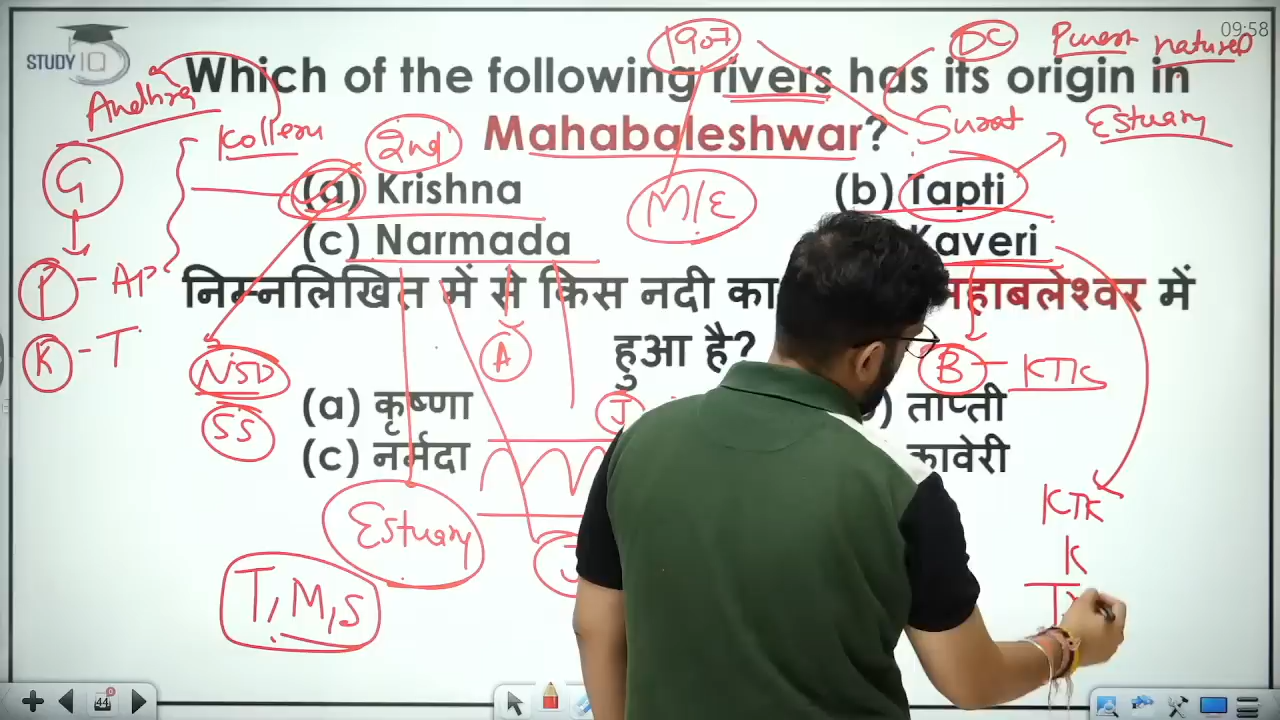 09:58
STUDY IQ
1907
DC
Purest natured
Which of the following rivers has its origin in
Andhra
Kolleru
2nd
Mahabaleshwar?
Surat
Estuary
G
(a) Krishna
M/E
(b) Tapti
(c) Narmada
Kaveri
P - AP
निम्नलिखित में से किस नदी का
महाबलेश्वर में
हुआ है?
K - T
NSD
A
B - KTK
(a) कृष्णा
ताप्ती
SS
J
(c) नर्मदा
कावेरी
Estuary
KTK
K
T, M, S
44